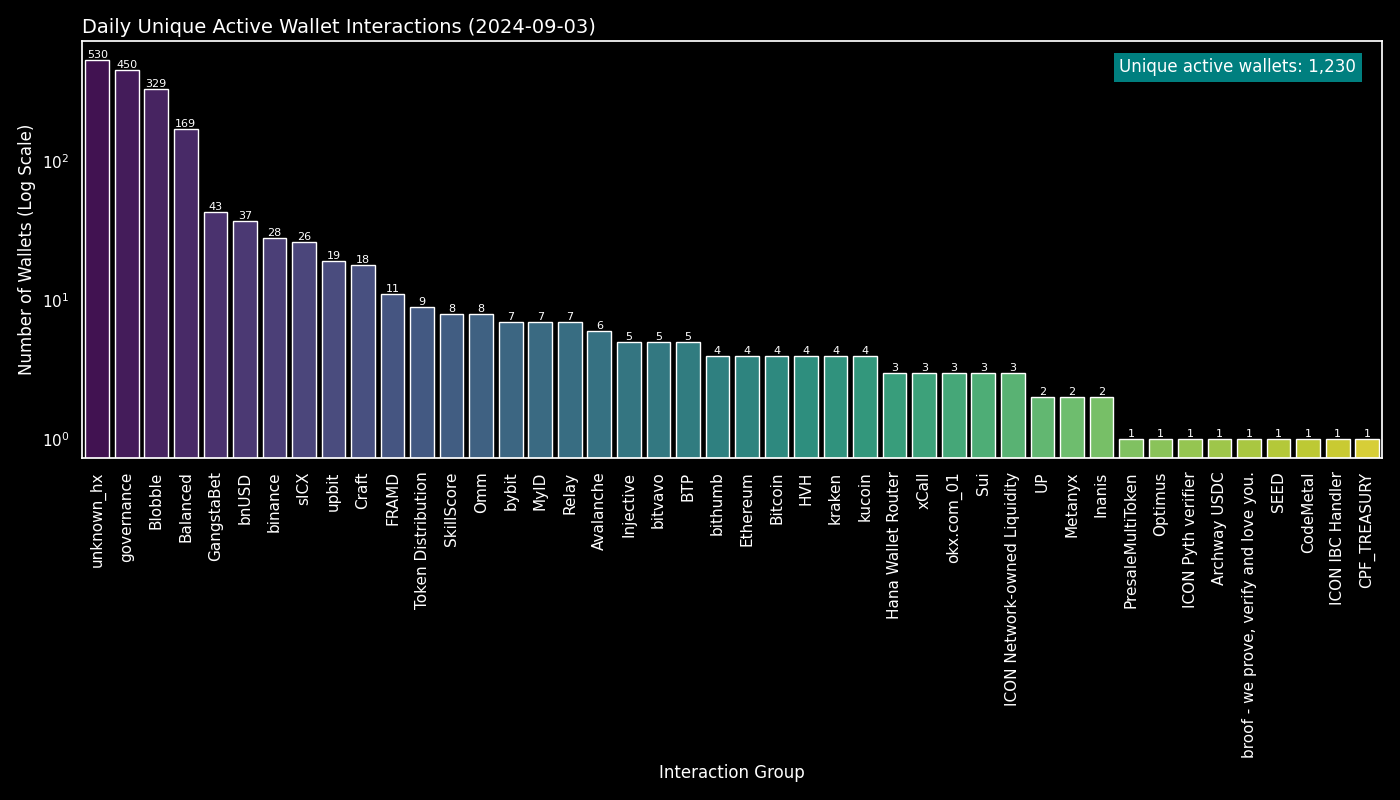 Daily Unique Active Wallet Interactions (2024-09-03)
Unique active wallets: 1,230
Number of Wallets (Log Scale)
10²
10¹
10⁰
530
450
329
169
43
37
28
26
19
18
11
9
8
8
7
7
7
6
5
5
5
4
4
4
4
4
4
3
3
3
3
3
2
2
2
1
1
1
1
1
1
1
1
1
unknown_hx
governance
Blobble
Balanced
GangstaBet
bnUSD
binance
sICX
upbit
Craft
FRAMD
Token Distribution
SkillScore
Omm
bybit
MyID
Relay
Avalanche
Injective
bitvavo
BTP
bithumb
Ethereum
Bitcoin
HVH
kraken
kucoin
Hana Wallet Router
xCall
okx.com_01
Sui
ICON Network-owned Liquidity
UP
Metanyx
Inanis
PresaleMultiToken
Optimus
ICON Pyth verifier
Archway USDC
broof - we prove, verify and love you.
SEED
CodeMetal
ICON IBC Handler
CPF_TREASURY
Interaction Group